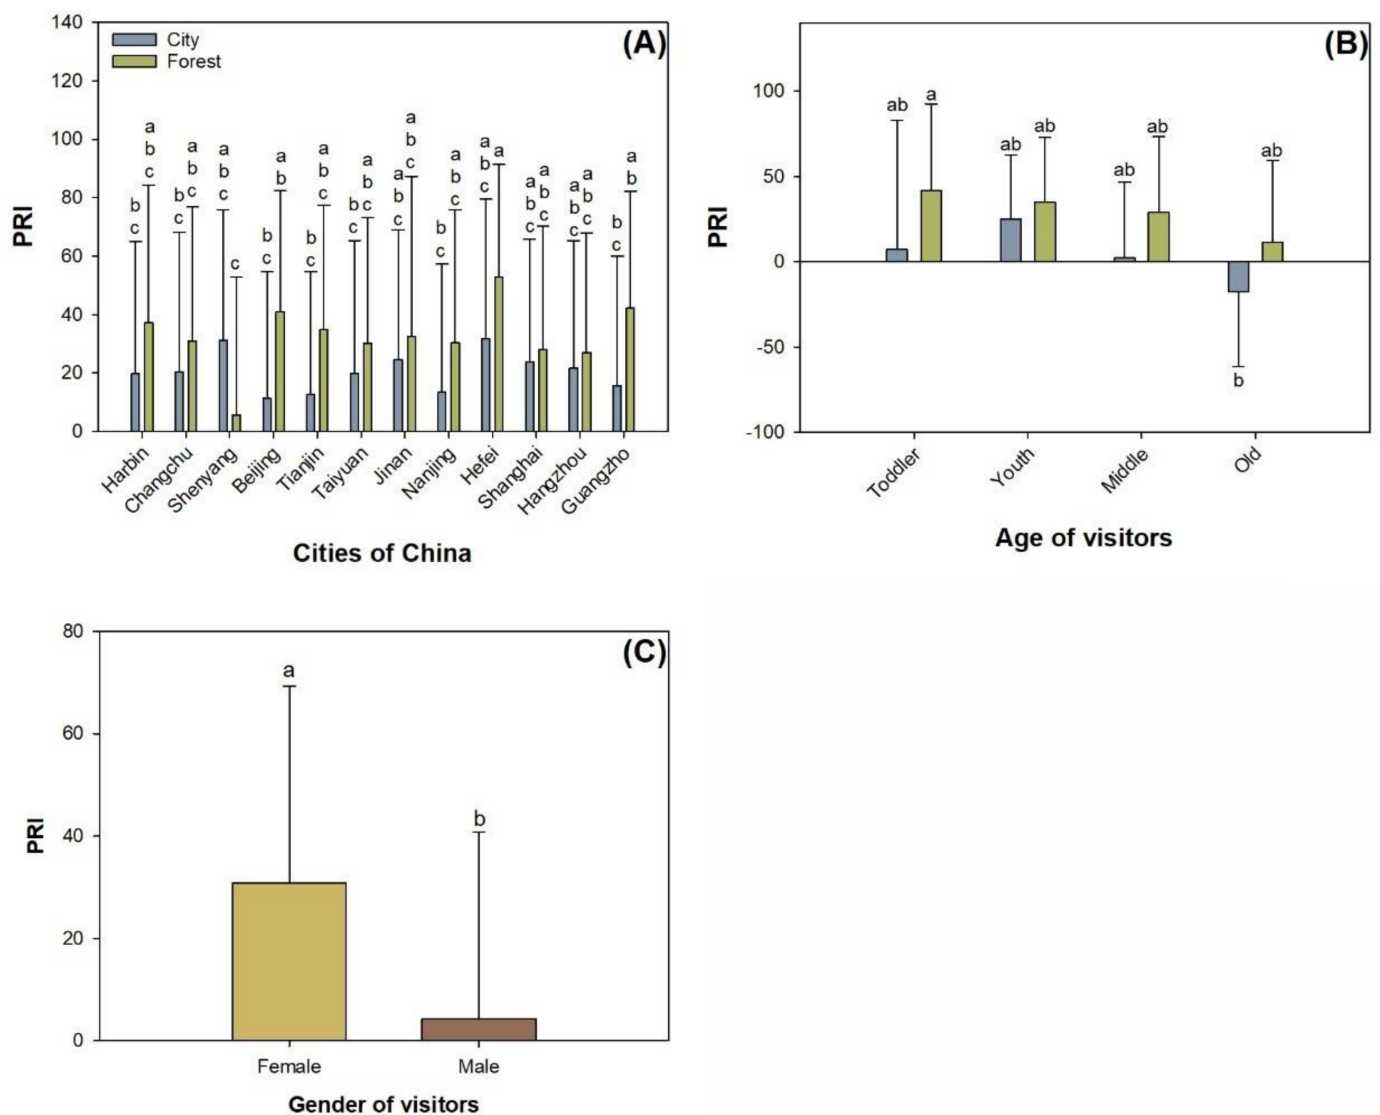 (A)
City
Forest
140
120
100
80
60
40
20
0
PRI
a b c
b c
a b c
b c
a b c
c
a b
b c
a b c
b c
a b c
b c
a b c
a b c
a b c
b c
a
a b c
a b c
a b c
a b c
a b c
a b
b c
Harbin
Changchu
Shenyang
Beijing
Tianjin
Taiyuan
Jinan
Nanjing
Hefei
Shanghai
Hangzhou
Guangzho
Cities of China
(B)
100
50
0
-50
-100
PRI
ab
a
ab
ab
ab
ab
ab
b
Toddler
Youth
Middle
Old
Age of visitors
(C)
80
60
40
20
0
PRI
a
b
Female
Male
Gender of visitors